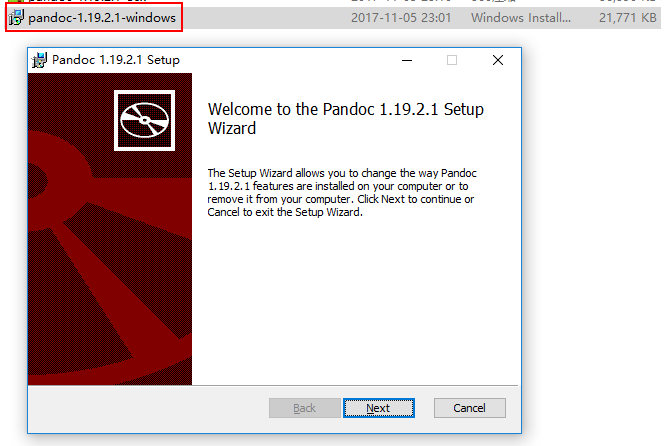 pandoc-1.19.2.1-windows 2017-11-05 23:01 Windows Install... 21,771 KB
Pandoc 1.19.2.1 Setup
Welcome to the Pandoc 1.19.2.1 Setup
Wizard
The Setup Wizard allows you to change the way Pandoc
1.19.2.1 features are installed on your computer or to
remove it from your computer. Click Next to continue or
Cancel to exit the Setup Wizard.
Back Next Cancel